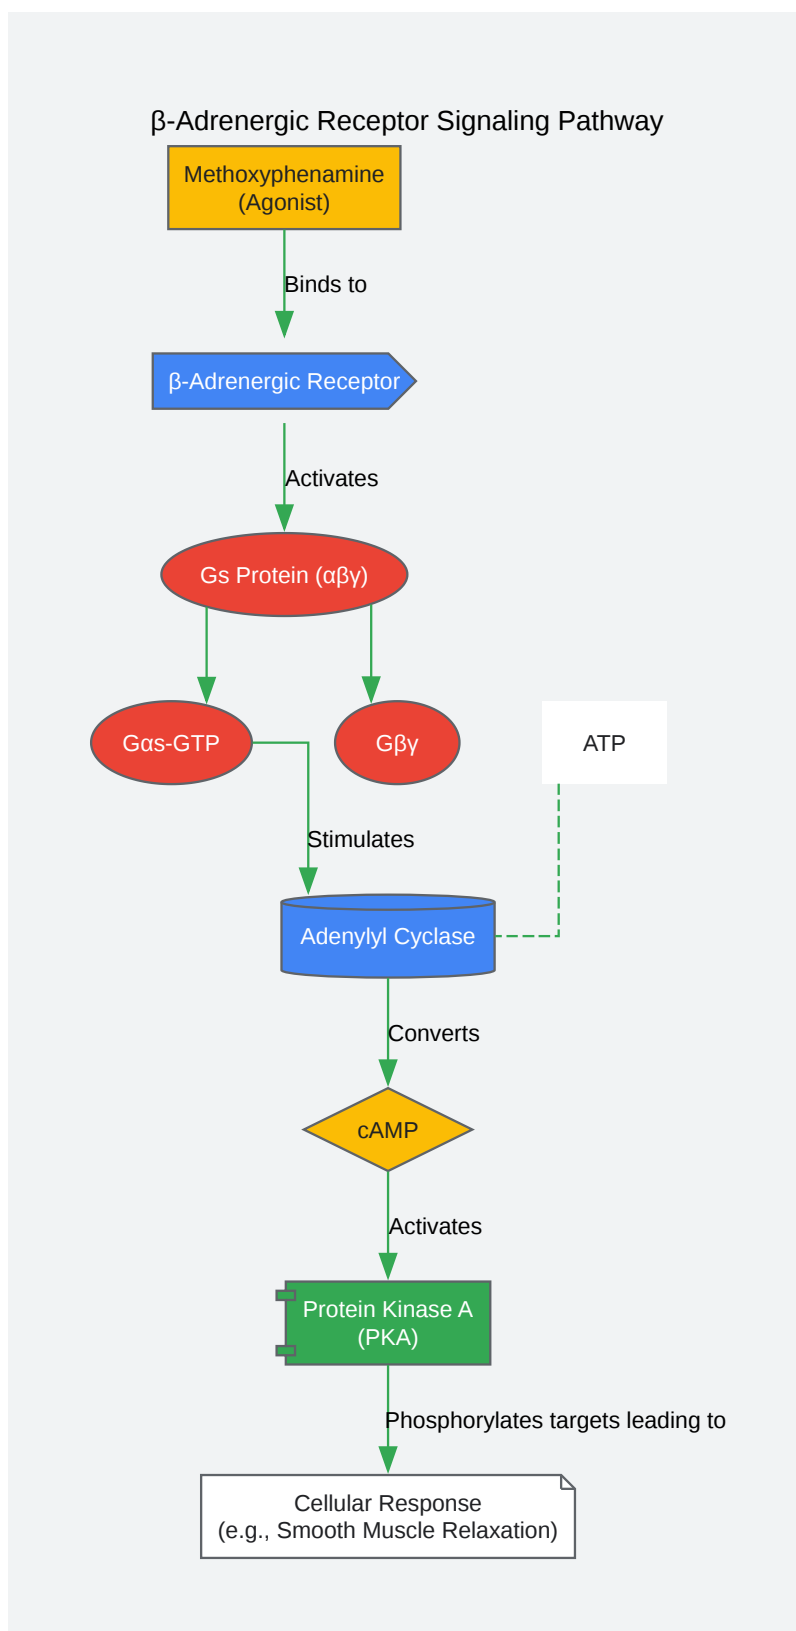 β-Adrenergic Receptor Signaling Pathway
Methoxyphenamine
(Agonist)
Binds to
β-Adrenergic Receptor
Activates
Gs Protein (αβγ)
Gαs-GTP
Gβγ
ATP
Stimulates
Adenylyl Cyclase
Converts
cAMP
Activates
Protein Kinase A
(PKA)
Phosphorylates targets leading to
Cellular Response
(e.g., Smooth Muscle Relaxation)